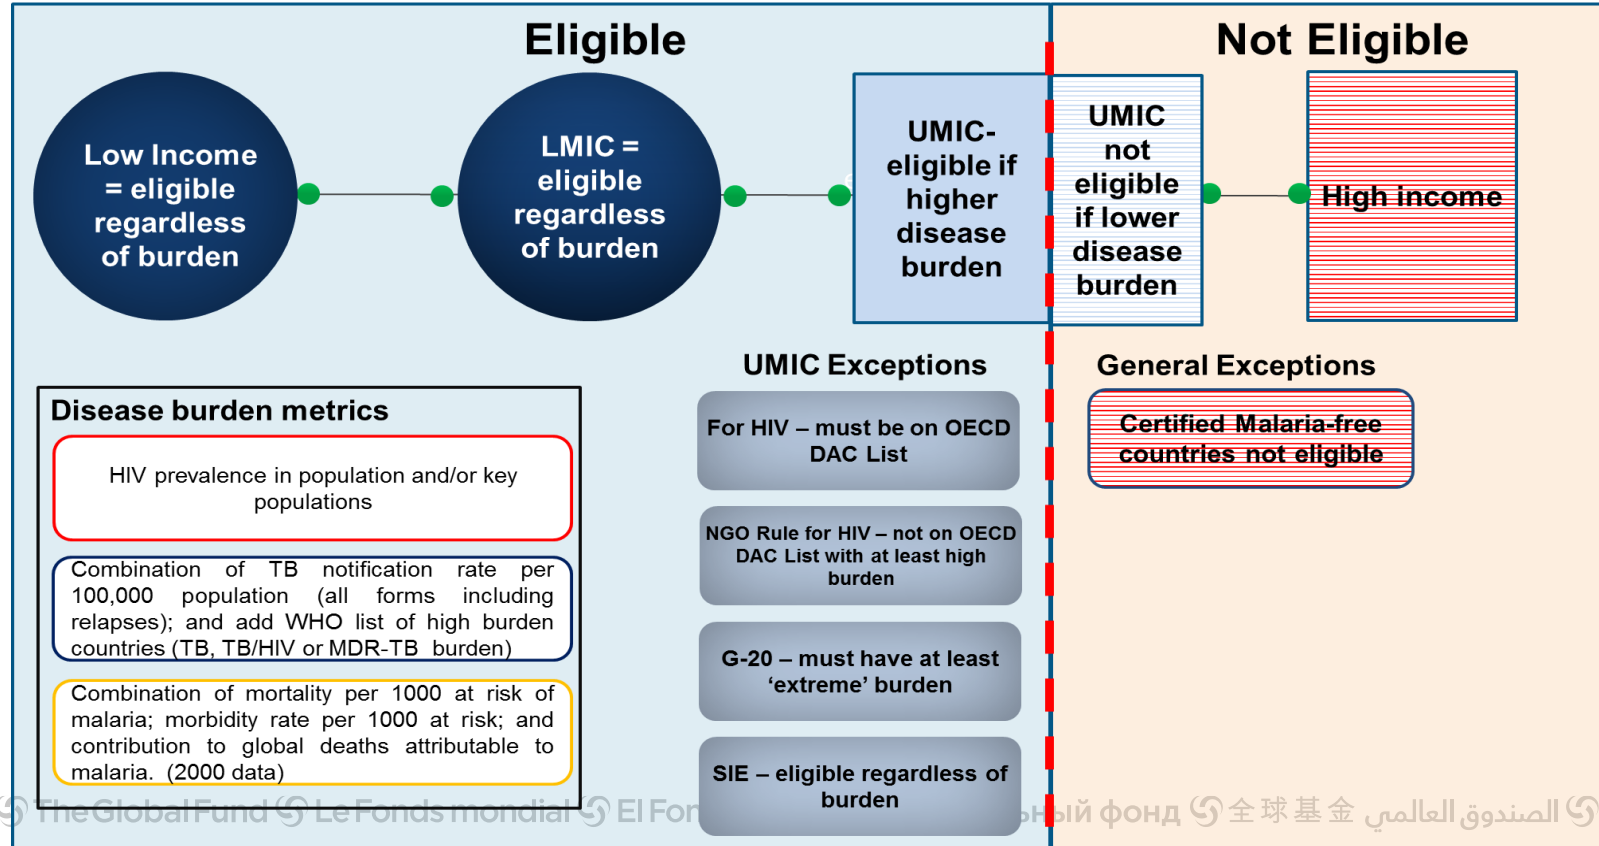 Eligible
Not Eligible
Low Income
= eligible
regardless
of burden
LMIC =
eligible
regardless
of burden
UMIC-
eligible if
higher
disease
burden
UMIC
not
eligible
if lower
disease
burden
High income
UMIC Exceptions
For HIV – must be on OECD
DAC List
NGO Rule for HIV – not on OECD
DAC List with at least high
burden
G-20 – must have at least
‘extreme’ burden
SIE – eligible regardless of
burden
General Exceptions
Certified Malaria-free
countries not eligible
Disease burden metrics
HIV prevalence in population and/or key
populations
Combination of TB notification rate per
100,000 population (all forms including
relapses); and add WHO list of high burden
countries (TB, TB/HIV or MDR-TB burden)
Combination of mortality per 1000 at risk of
malaria; morbidity rate per 1000 at risk; and
contribution to global deaths attributable to
malaria. (2000 data)
The Global Fund Le Fonds mondial El Fon ьный фонд 全球基金 الصندوق العالمي